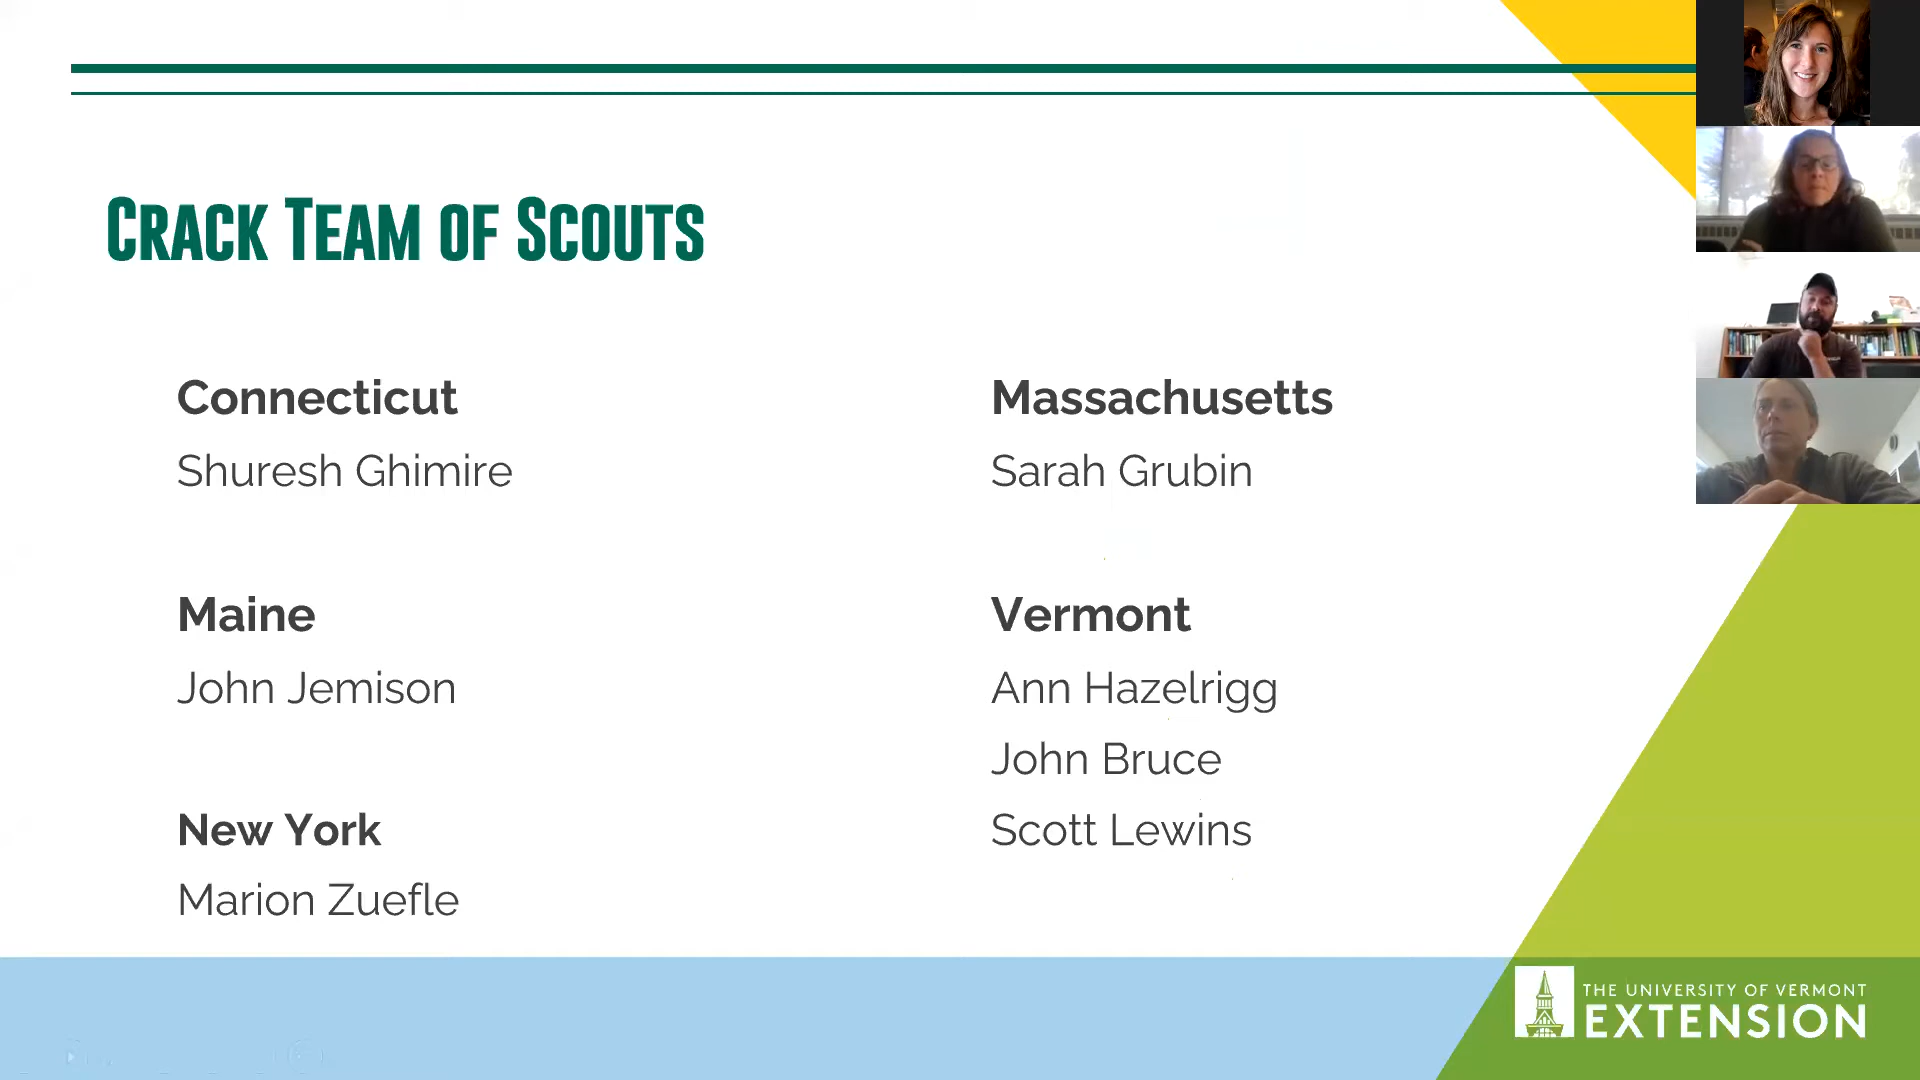 Crack Team of Scouts
Connecticut
Shuresh Ghimire
Maine
John Jemison
New York
Marion Zuefle
Massachusetts
Sarah Grubin
Vermont
Ann Hazelrigg
John Bruce
Scott Lewins
THE UNIVERSITY OF VERMONT
EXTENSION